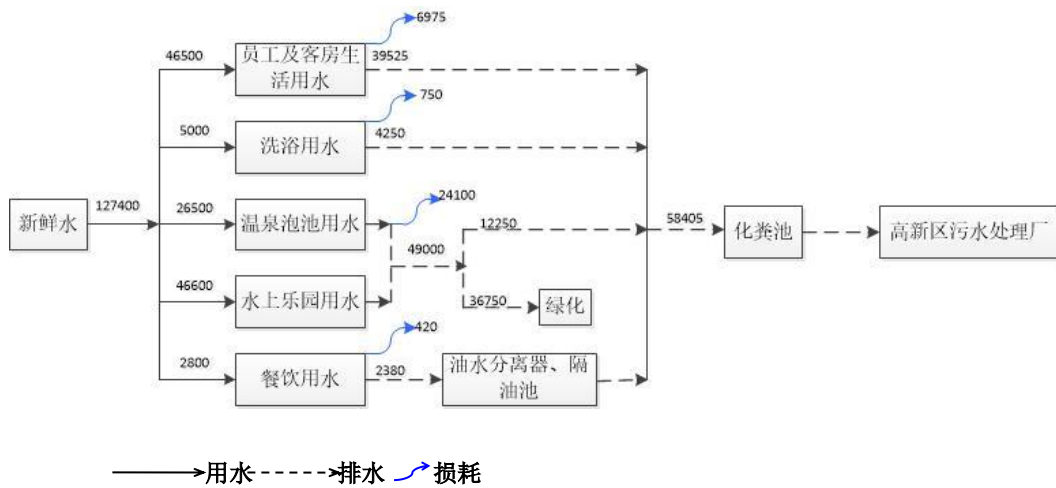 6975
46500
员工及客房生
活用水
39525
750
5000
洗浴用水
4250
新鲜水
127400
26500
温泉泡池用水
24100
12250
49000
58405
化粪池
高新区污水处理厂
46600
水上乐园用水
36750
绿化
420
2800
餐饮用水
2380
油水分离器、隔
油池
用水
排水
损耗